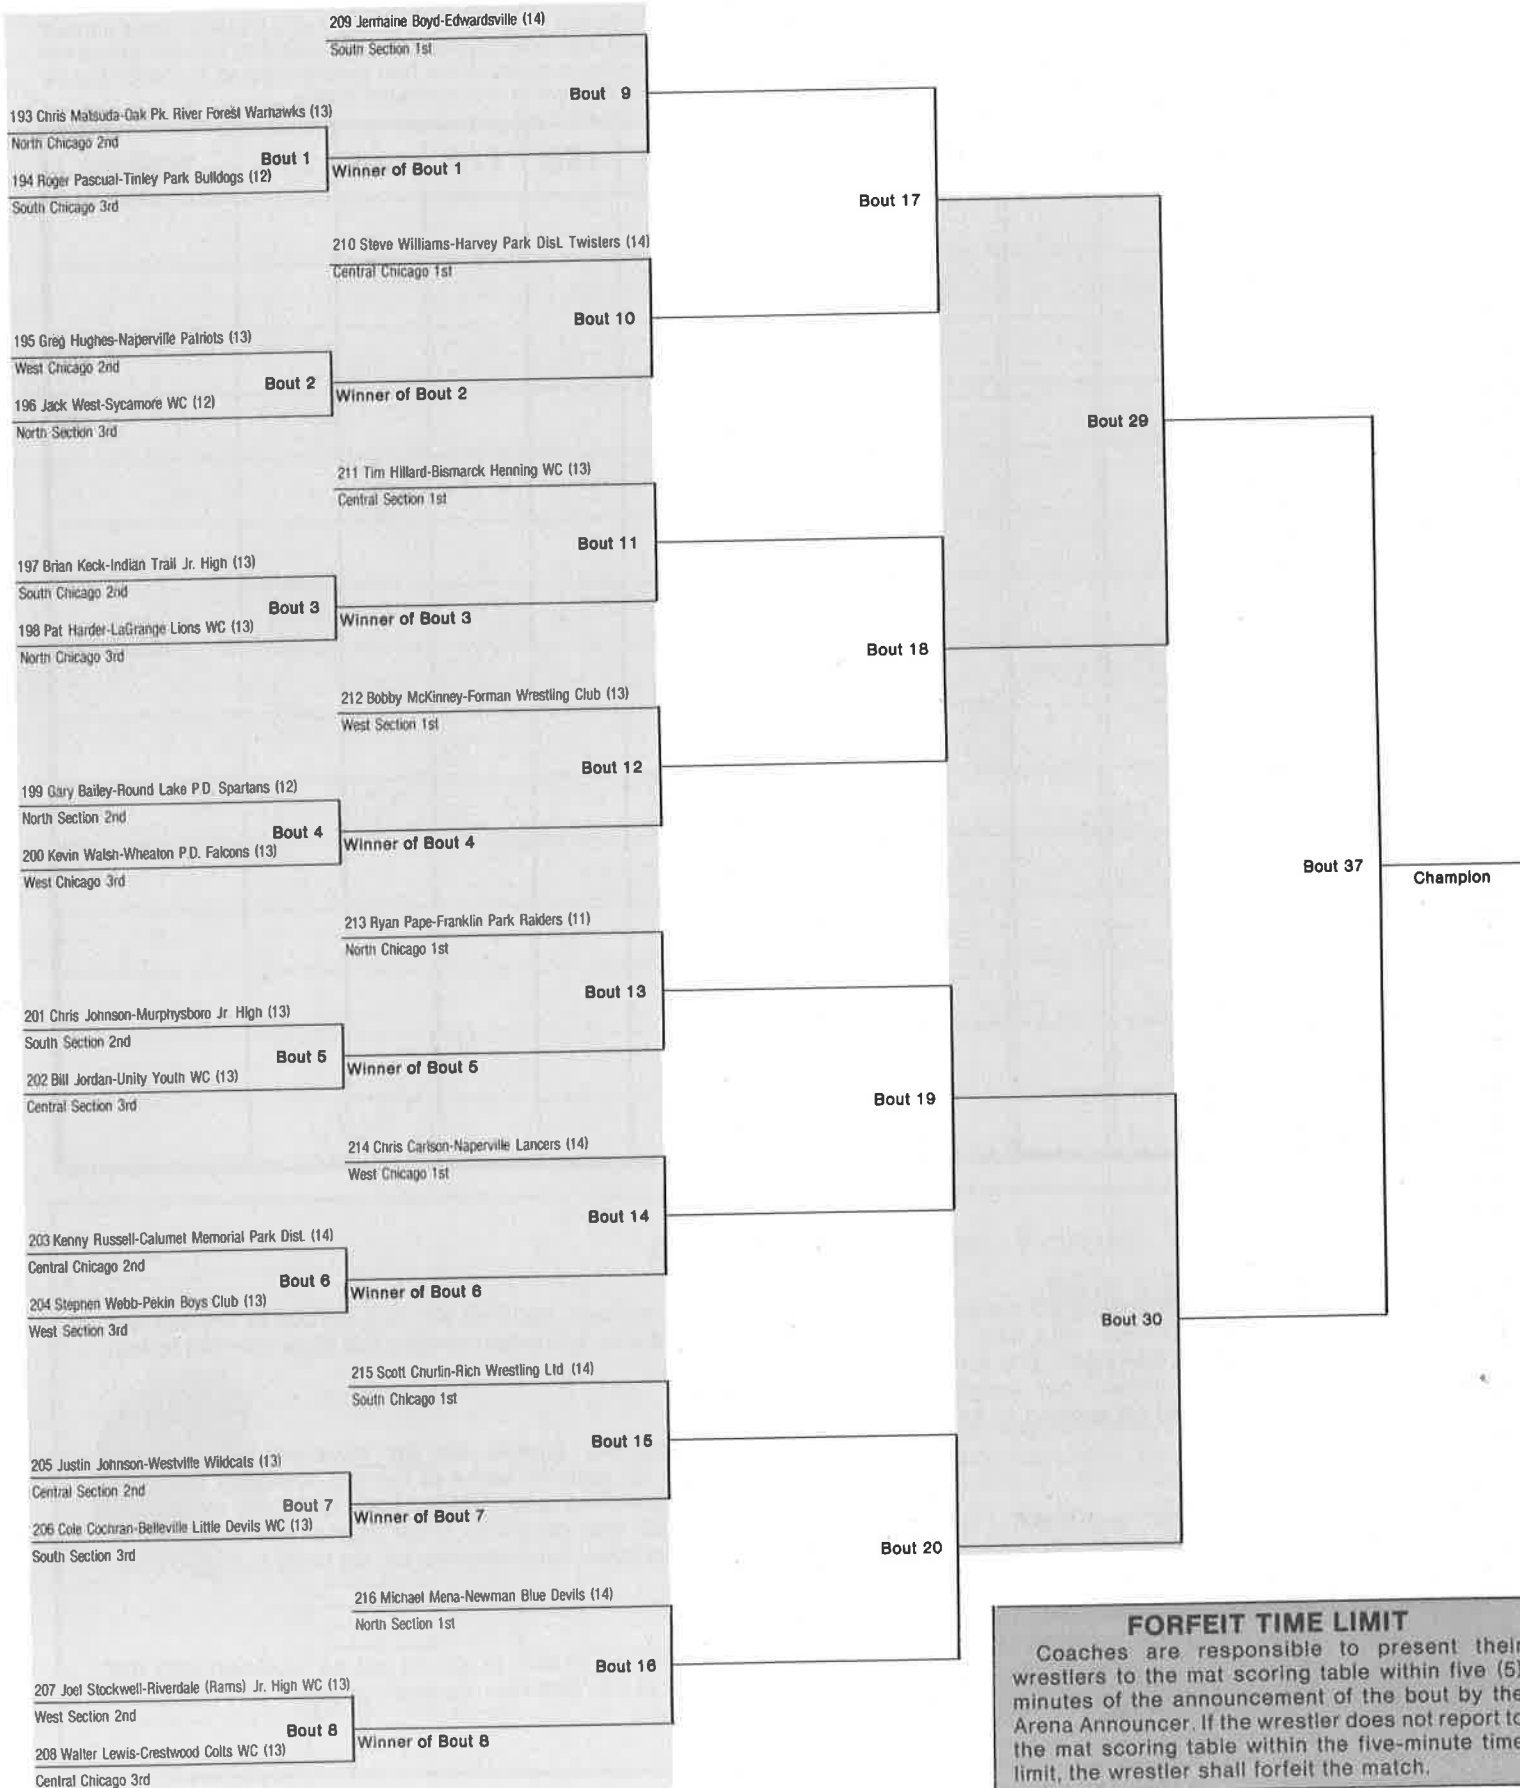 209 Jermaine Boyd-Edwardsville (14)
South Section 1st
Bout 9
193 Chris Matsuda-Oak Pk. River Forest Warhawks (13)
North Chicago 2nd
Bout 1
Winner of Bout 1
194 Roger Pascual-Tinley Park Bulldogs (12)
South Chicago 3rd
Bout 17
210 Steve Williams-Harvey Park Dist. Twisters (14)
Central Chicago 1st
Bout 10
195 Greg Hughes-Naperville Patriots (13)
West Chicago 2nd
Bout 2
Winner of Bout 2
196 Jack West-Sycamore WC (12)
North Section 3rd
Bout 29
211 Tim Hillard-Bismarck Henning WC (13)
Central Section 1st
Bout 11
197 Brian Keck-Indian Trail Jr. High (13)
South Chicago 2nd
Bout 3
Winner of Bout 3
198 Pat Harder-LaGrange Lions WC (13)
North Chicago 3rd
Bout 18
212 Bobby McKinney-Forman Wrestling Club (13)
West Section 1st
Bout 12
199 Gary Bailey-Round Lake P.D. Spartans (12)
North Section 2nd
Bout 4
Winner of Bout 4
200 Kevin Walsh-Wheaton P.D. Falcons (13)
West Chicago 3rd
Bout 37
Champion
213 Ryan Pape-Franklin Park Raiders (11)
North Chicago 1st
Bout 13
201 Chris Johnson-Murphysboro Jr. High (13)
South Section 2nd
Bout 5
Winner of Bout 5
202 Bill Jordan-Unity Youth WC (13)
Central Section 3rd
Bout 19
214 Chris Carlson-Naperville Lancers (14)
West Chicago 1st
Bout 14
203 Kenny Russell-Calumet Memorial Park Dist. (14)
Central Chicago 2nd
Bout 6
Winner of Bout 6
204 Stephen Webb-Pekin Boys Club (13)
West Section 3rd
Bout 30
215 Scott Churlin-Rich Wrestling Ltd (14)
South Chicago 1st
Bout 15
205 Justin Johnson-Westville Wildcats (13)
Central Section 2nd
Bout 7
Winner of Bout 7
206 Cole Cochran-Belleville Little Devils WC (13)
South Section 3rd
Bout 20
216 Michael Mena-Newman Blue Devils (14)
North Section 1st
Bout 16
207 Joel Stockwell-Riverdale (Rams) Jr. High WC (13)
West Section 2nd
Bout 8
Winner of Bout 8
208 Walter Lewis-Crestwood Colts WC (13)
Central Chicago 3rd
FORFEIT TIME LIMIT
Coaches are responsible to present their
wrestlers to the mat scoring table within five (5)
minutes of the announcement of the bout by the
Arena Announcer. If the wrestler does not report to
the mat scoring table within the five-minute time
limit, the wrestler shall forfeit the match.